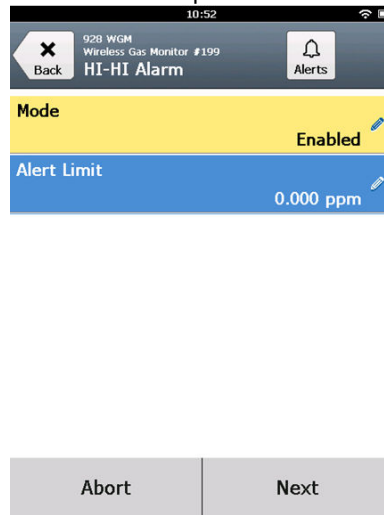 10:52
928 WGM
Wireless Gas Monitor #199
HI-HI Alarm
Back
Alerts
Mode
Enabled
Alert Limit
0.000 ppm
Abort
Next